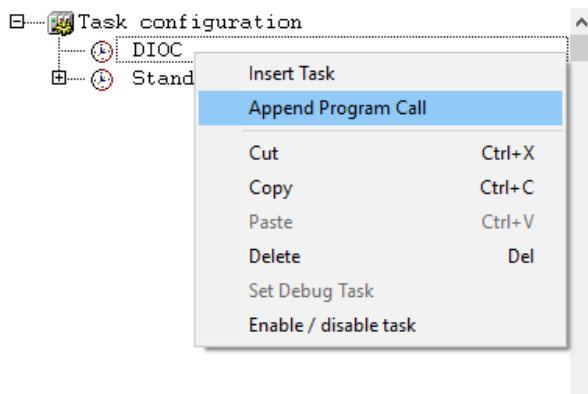 Task configuration
DIOC
Stand
Insert Task
Append Program Call
Cut Ctrl+X
Copy Ctrl+C
Paste Ctrl+V
Delete Del
Set Debug Task
Enable / disable task